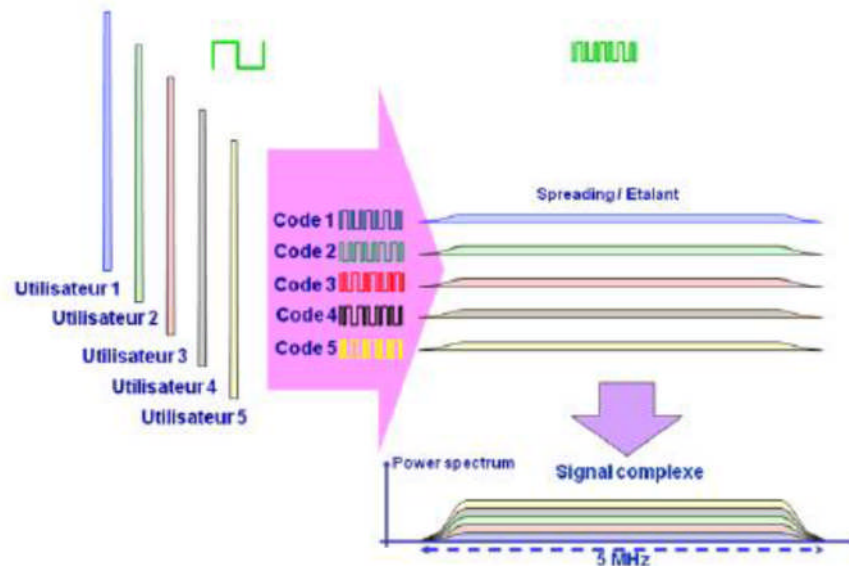 Utilisateur 1
Utilisateur 2
Utilisateur 3
Utilisateur 4
Utilisateur 5
Code 1
Code 2
Code 3
Code 4
Code 5
Spreading / Etalant
Signal complexe
Power spectrum
5 MHz